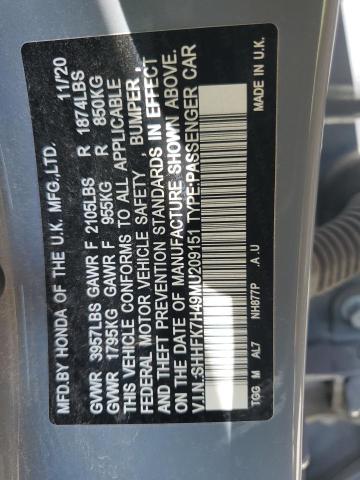 MFD.BY HONDA OF THE U.K. MFG.,LTD. 11/20
GVWR 3957LBS GAWR F 2105LBS R 1874LBS
GVWR 1795KG GAWR F 955KG R 850KG
THIS VEHICLE CONFORMS TO ALL APPLICABLE
FEDERAL MOTOR VEHICLE SAFETY , BUMPER ,
THEFT PREVENTION STANDARDS IN EFFECT
ON THE DATE OF MANUFACTURE SHOWN ABOVE.
V.I.N.:SHHFK7H49MU209151 TYPE:PASSENGER CAR
TGG M AL7 NH877P .A.U MADE IN U.K.